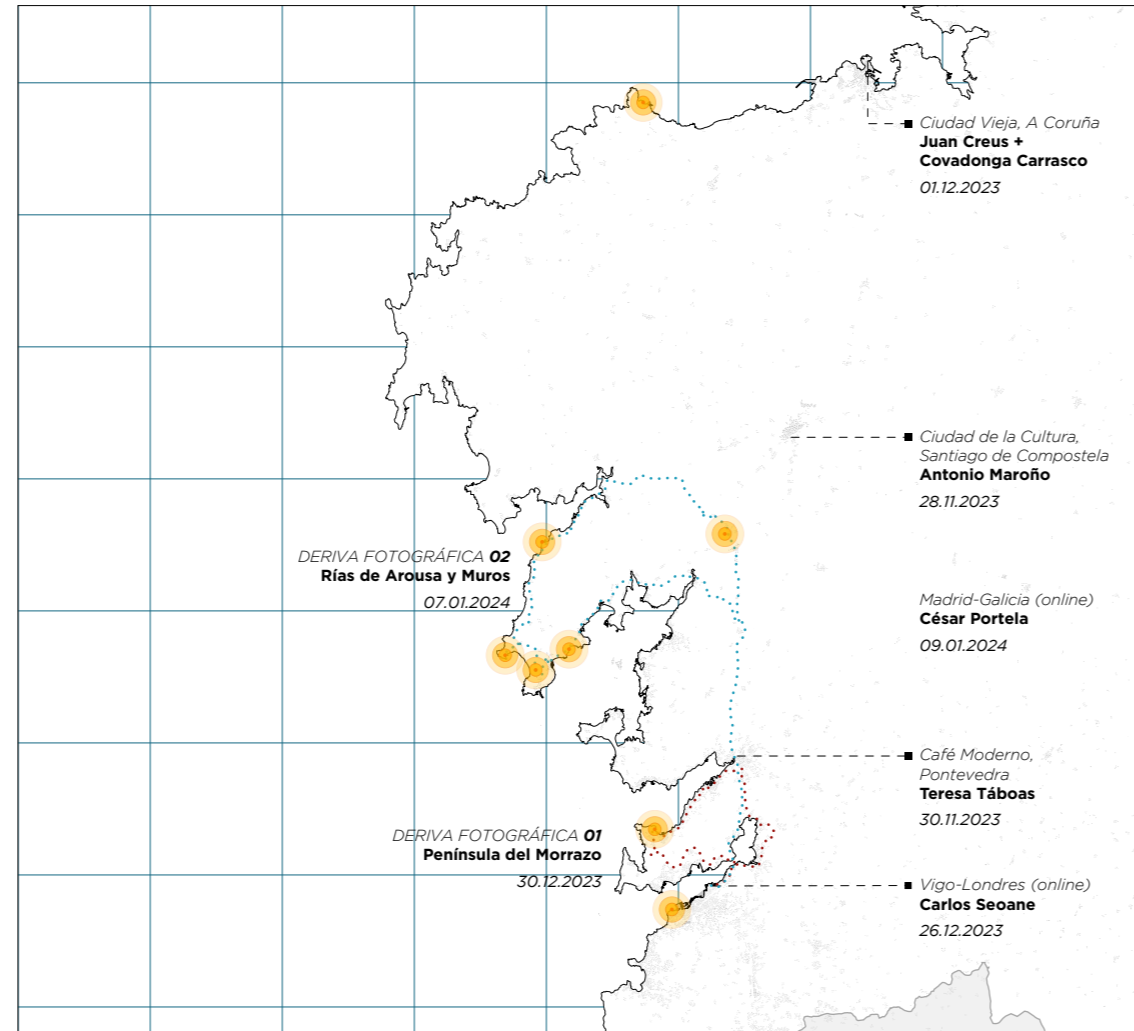 Ciudad Vieja, A Coruña
Juan Creus +
Covadonga Carrasco
01.12.2023
Ciudad de la Cultura,
Santiago de Compostela
Antonio Maroño
28.11.2023
DERIVA FOTOGRÁFICA 02
Rías de Arousa y Muros
07.01.2024
Madrid-Galicia (online)
César Portela
09.01.2024
Café Moderno,
Pontevedra
Teresa Táboas
30.11.2023
DERIVA FOTOGRÁFICA 01
Península del Morrazo
30.12.2023
Vigo-Londres (online)
Carlos Seoane
26.12.2023